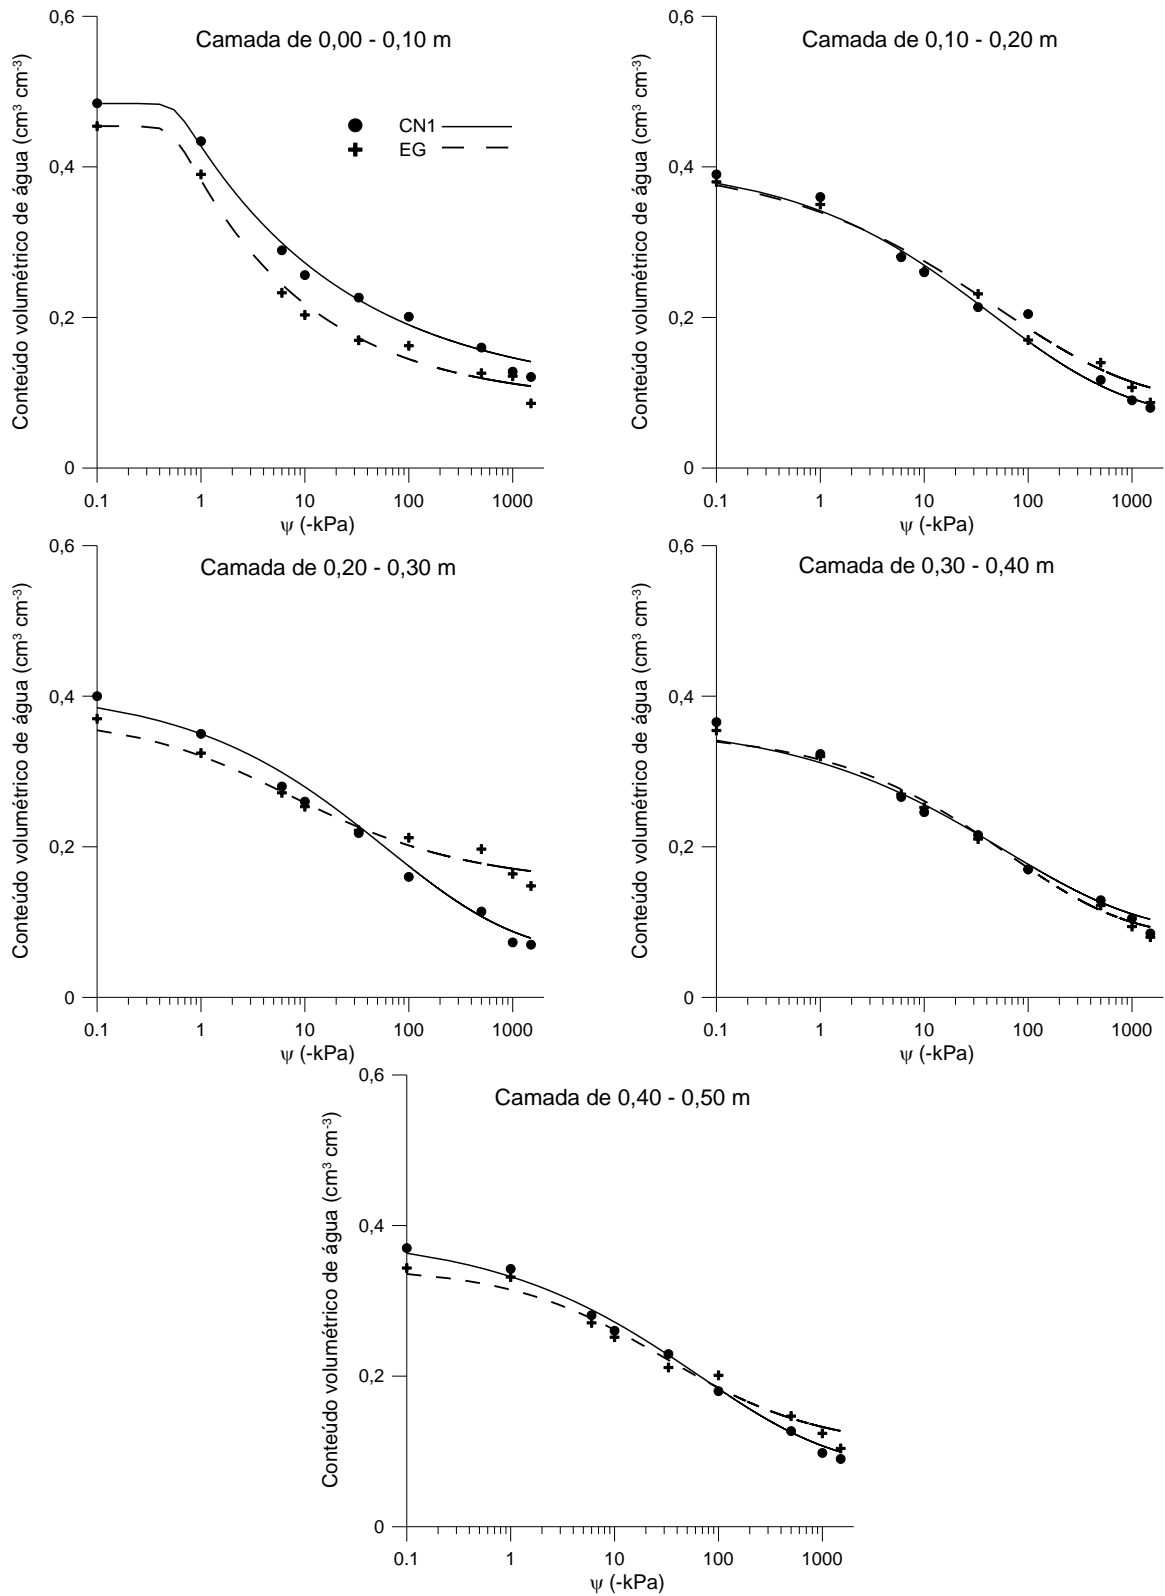 Camada de 0,00 - 0,10 m
Conteúdo volumétrico de água (cm³ cm⁻³)
0,6
0,4
0,2
0
CN1
EG
0.1 1 10 100 1000
ψ (-kPa)
Camada de 0,10 - 0,20 m
Conteúdo volumétrico de água (cm³ cm⁻³)
0,6
0,4
0,2
0
0.1 1 10 100 1000
ψ (-kPa)
Camada de 0,20 - 0,30 m
Conteúdo volumétrico de água (cm³ cm⁻³)
0,6
0,4
0,2
0
0.1 1 10 100 1000
ψ (-kPa)
Camada de 0,30 - 0,40 m
Conteúdo volumétrico de água (cm³ cm⁻³)
0,6
0,4
0,2
0
0.1 1 10 100 1000
ψ (-kPa)
Camada de 0,40 - 0,50 m
Conteúdo volumétrico de água (cm³ cm⁻³)
0,6
0,4
0,2
0
0.1 1 10 100 1000
ψ (-kPa)